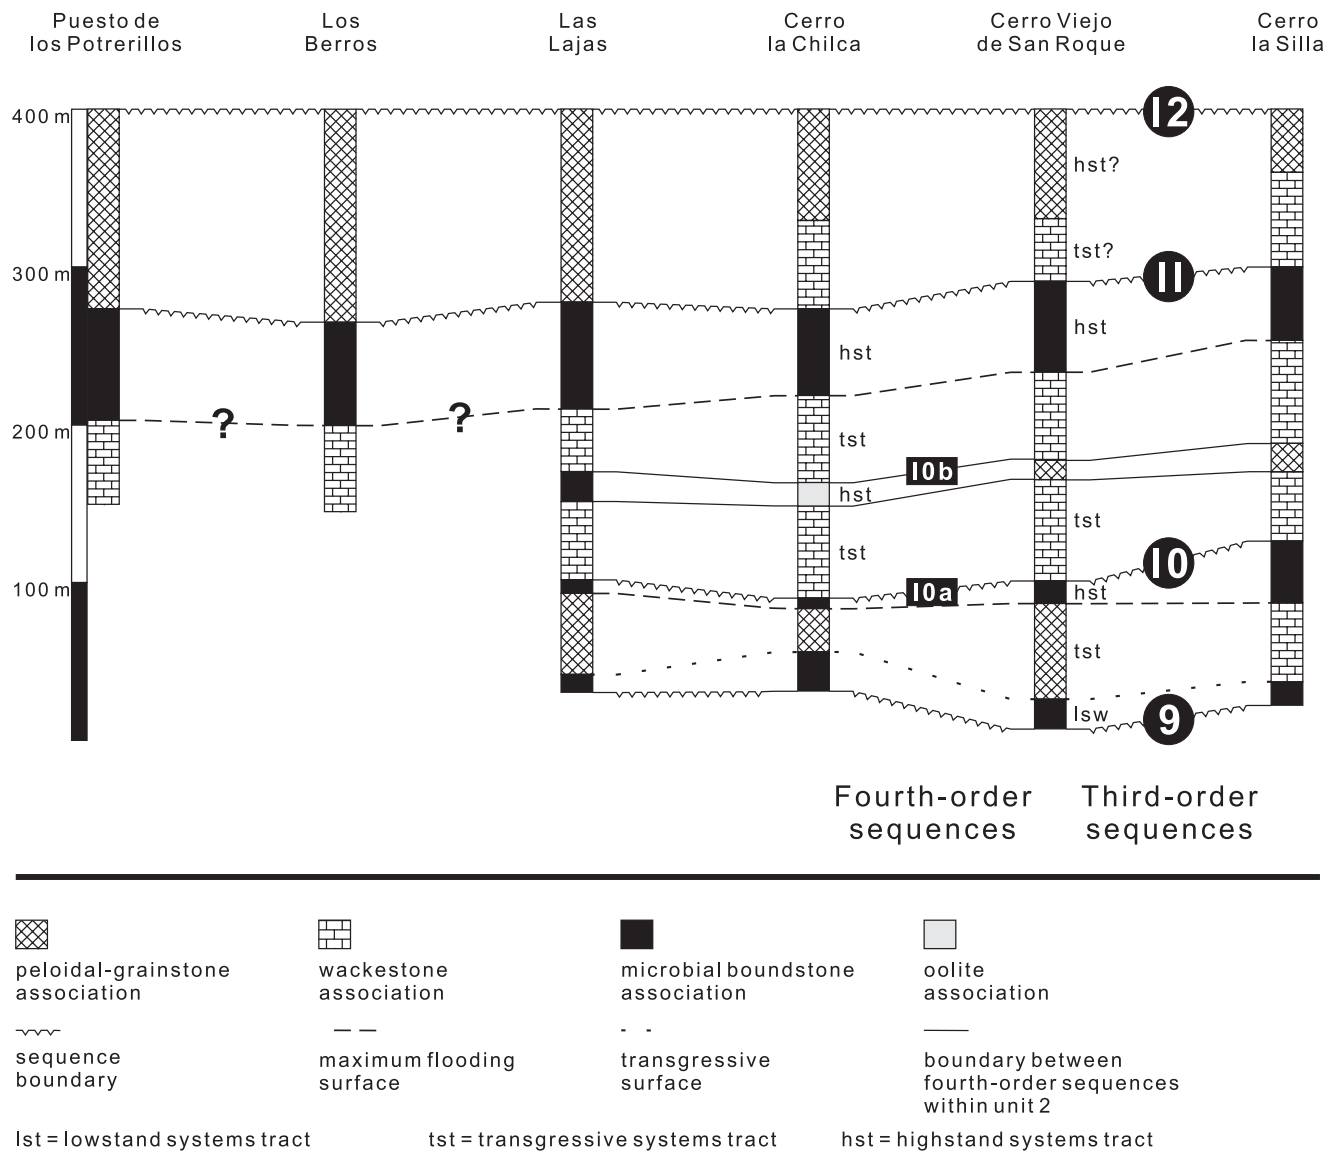 Puesto de
los Potrerillos
Los
Berros
Las
Lajas
Cerro
la Chilca
Cerro Viejo
de San Roque
Cerro
la Silla
400 m
12
hst?
tst?
300 m
11
hst
hst
?
?
200 m
tst
10b
hst
tst
tst
10
100 m
10a
hst
tst
lsw
9
Fourth-order
sequences
Third-order
sequences
peloidal-grainstone
association
wackestone
association
microbial boundstone
association
oolite
association
sequence
boundary
maximum flooding
surface
transgressive
surface
boundary between
fourth-order sequences
within unit 2
lst = lowstand systems tract
tst = transgressive systems tract
hst = highstand systems tract